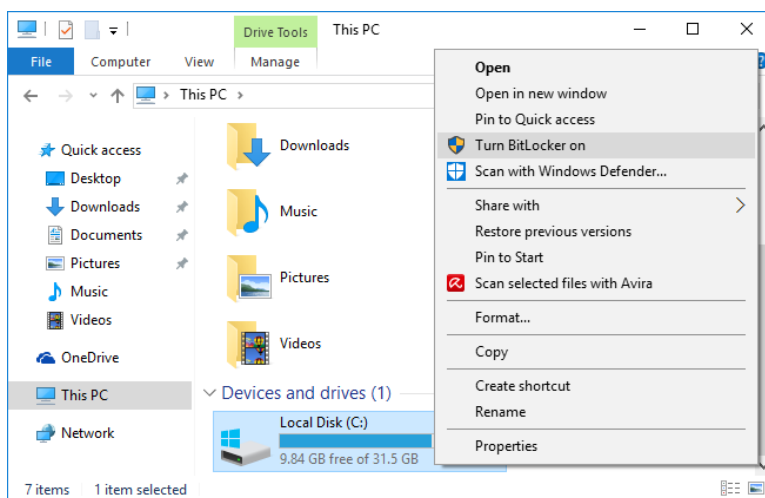 Drive Tools
This PC
File
Computer
View
Manage
This PC
Quick access
Desktop
Downloads
Documents
Pictures
Music
Videos
OneDrive
This PC
Network
Downloads
Music
Pictures
Videos
Devices and drives (1)
Local Disk (C:)
9.84 GB free of 31.5 GB
Open
Open in new window
Pin to Quick access
Turn BitLocker on
Scan with Windows Defender...
Share with
Restore previous versions
Pin to Start
Scan selected files with Avira
Format...
Copy
Create shortcut
Rename
Properties
7 items
1 item selected